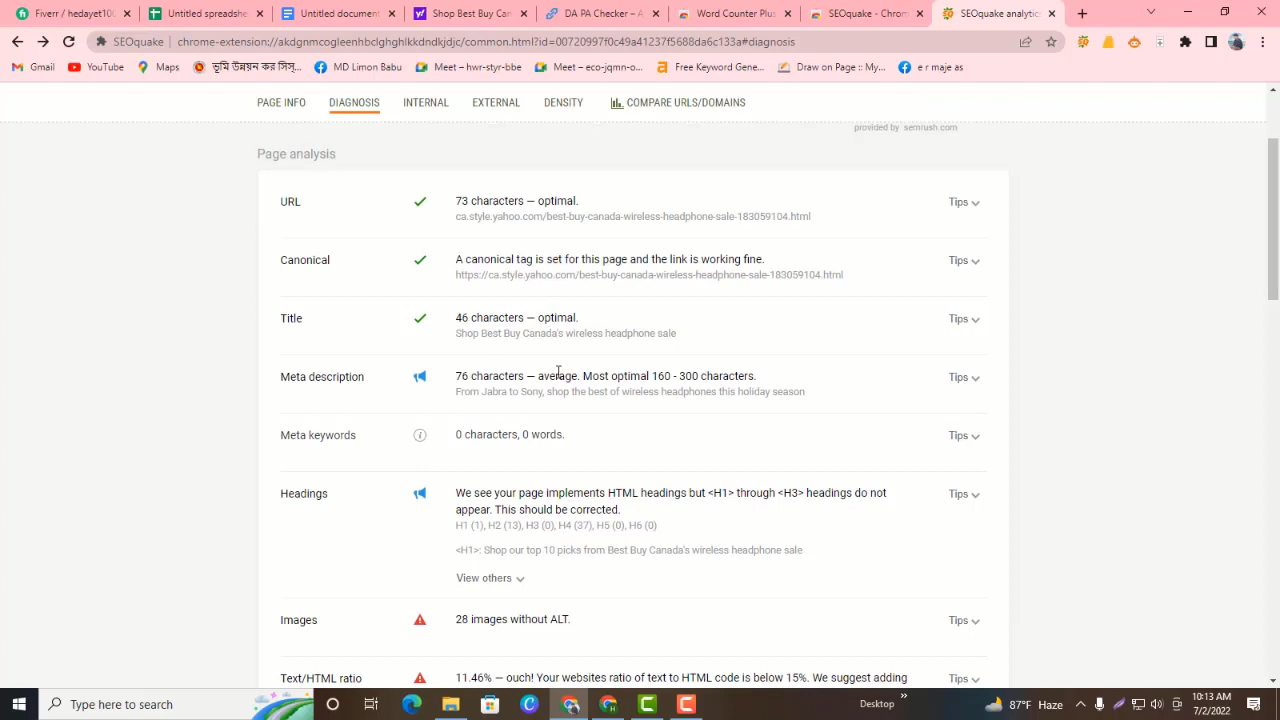 Fiverr / hedayet10
Untitled spreadshe
Untitled document
Shop Best Buy Can
DA PA Checker – A
Word Counter Plus
SEOquake - Chrom
SEOquake analytic
SEOquake
chrome-extension://akdgnmcogleenhbclghghlkkdndkjdjc/common.html?id=00720997f0c49a41237f5688da6c133a#diagnosis
Gmail
YouTube
Maps
ভূমি উন্নয়ন কর সিস্...
MD Limon Babu
Meet – hwr-styr-bbe
Meet – eco-jqmn-o...
Free Keyword Gene...
Draw on Page :: My...
e r maje as
PAGE INFO
DIAGNOSIS
INTERNAL
EXTERNAL
DENSITY
COMPARE URLS/DOMAINS
provided by semrush.com
Page analysis
URL
73 characters — optimal.
Tips
ca.style.yahoo.com/best-buy-canada-wireless-headphone-sale-183059104.html
Canonical
A canonical tag is set for this page and the link is working fine.
Tips
https://ca.style.yahoo.com/best-buy-canada-wireless-headphone-sale-183059104.html
Title
46 characters — optimal.
Tips
Shop Best Buy Canada's wireless headphone sale
Meta description
76 characters — average. Most optimal 160 - 300 characters.
Tips
From Jabra to Sony, shop the best of wireless headphones this holiday season
Meta keywords
0 characters, 0 words.
Tips
Headings
We see your page implements HTML headings but <H1> through <H3> headings do not
Tips
appear. This should be corrected.
H1 (1), H2 (13), H3 (0), H4 (37), H5 (0), H6 (0)
<H1>: Shop our top 10 picks from Best Buy Canada's wireless headphone sale
View others
Images
28 images without ALT.
Tips
Text/HTML ratio
11.46% — ouch! Your websites ratio of text to HTML code is below 15%. We suggest adding
Tips
Type here to search
Desktop
87°F Haze
10:13 AM
7/2/2022